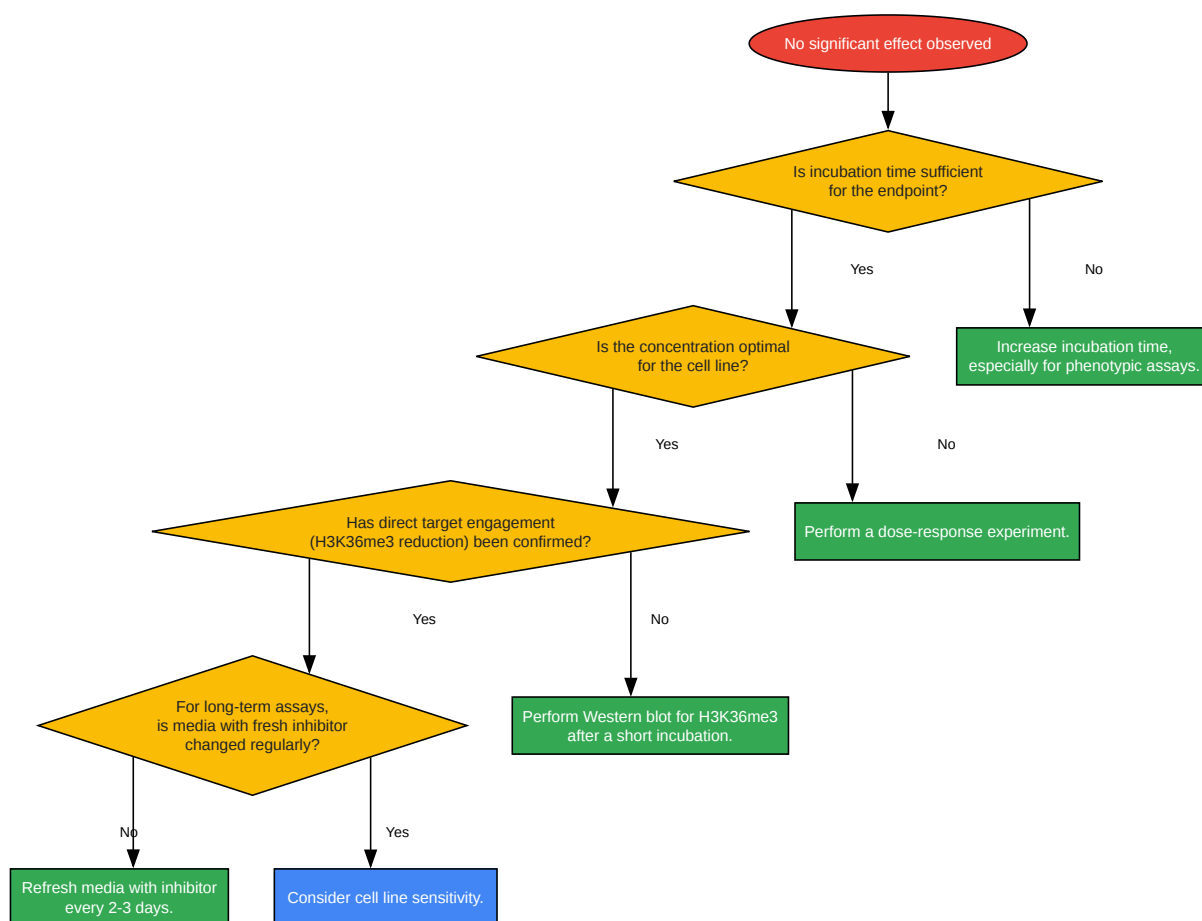 No significant effect observed
Is incubation time sufficient
for the endpoint?
Yes
No
Is the concentration optimal
for the cell line?
Increase incubation time,
especially for phenotypic assays.
Yes
No
Has direct target engagement
(H3K36me3 reduction) been confirmed?
Perform a dose-response experiment.
Yes
No
For long-term assays,
is media with fresh inhibitor
changed regularly?
Perform Western blot for H3K36me3
after a short incubation.
No
Yes
Refresh media with inhibitor
every 2-3 days.
Consider cell line sensitivity.